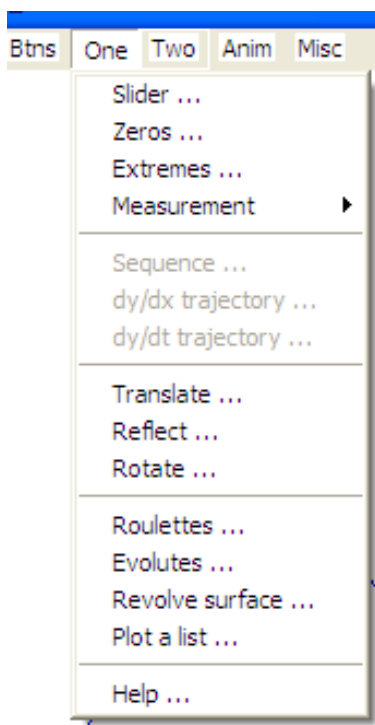 Btns One Two Anim Misc
Slider ...
Zeros ...
Extremes ...
Measurement
Sequence ...
dy/dx trajectory ...
dy/dt trajectory ...
Translate ...
Reflect ...
Rotate ...
Roulettes ...
Evolutes ...
Revolve surface ...
Plot a list ...
Help ...